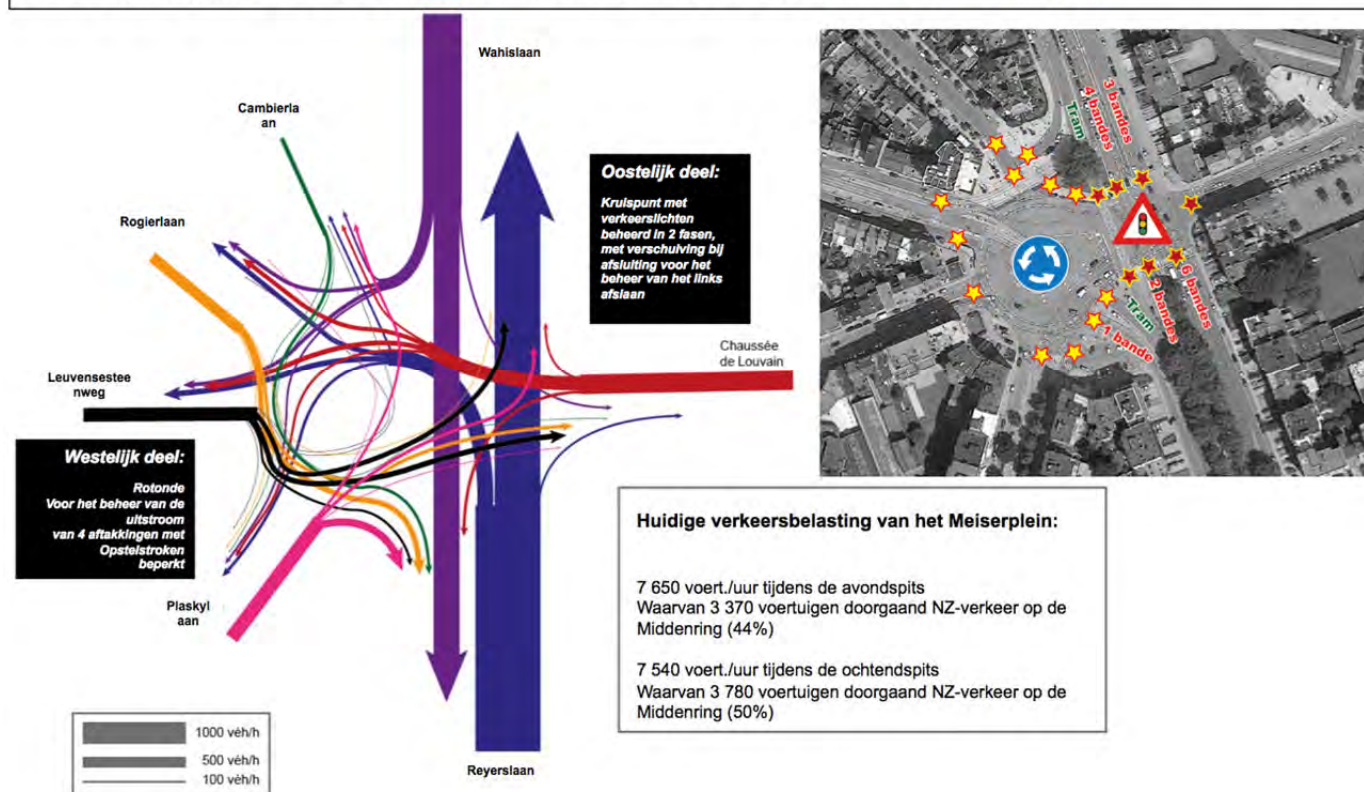 Wahislaan
Cambierla
an
Rogierlaan
Leuvensestee
nweg
Oostelijk deel:
Kruispunt met
verkeerslichten
beheerd in 2 fasen,
met verschuiving bij
afsluiting voor het
beheer van het links
afslaan
Chaussée
de Louvain
Westelijk deel:
Rotonde
Voor het beheer van de
uitstroom
van 4 aftakkingen met
Opstelstroken
beperkt
Plaskyl
aan
Reyerslaan
1000 véh/h
500 véh/h
100 véh/h
Tram
4 bandes
3 bandes
Tram
2 bandes
6 bandes
1 bande
Huidige verkeersbelasting van het Meiserplein:
7 650 voert./uur tijdens de avondspits
Waarvan 3 370 voertuigen doorgaand NZ-verkeer op de
Middenring (44%)
7 540 voert./uur tijdens de ochtendspits
Waarvan 3 780 voertuigen doorgaand NZ-verkeer op de
Middenring (50%)